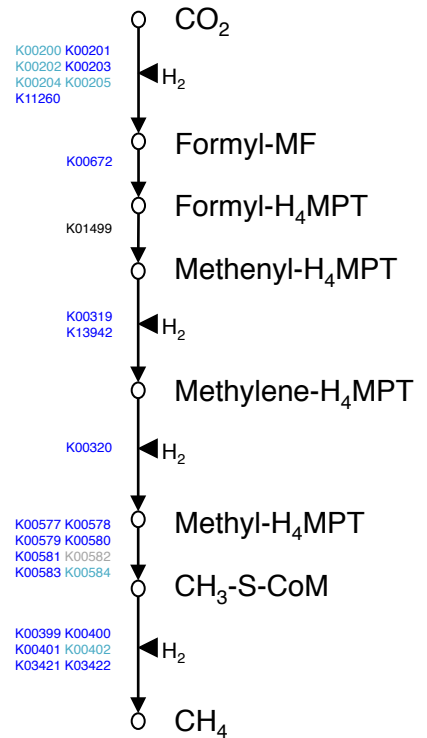 CO₂
K00200 K00201
K00202 K00203
K00204 K00205
K11260
H₂
Formyl-MF
K00672
Formyl-H₄MPT
K01499
Methenyl-H₄MPT
K00319
K13942
H₂
Methylene-H₄MPT
K00320
H₂
Methyl-H₄MPT
K00577 K00578
K00579 K00580
K00581 K00582
K00583 K00584
CH₃-S-CoM
K00399 K00400
K00401 K00402
K03421 K03422
H₂
CH₄